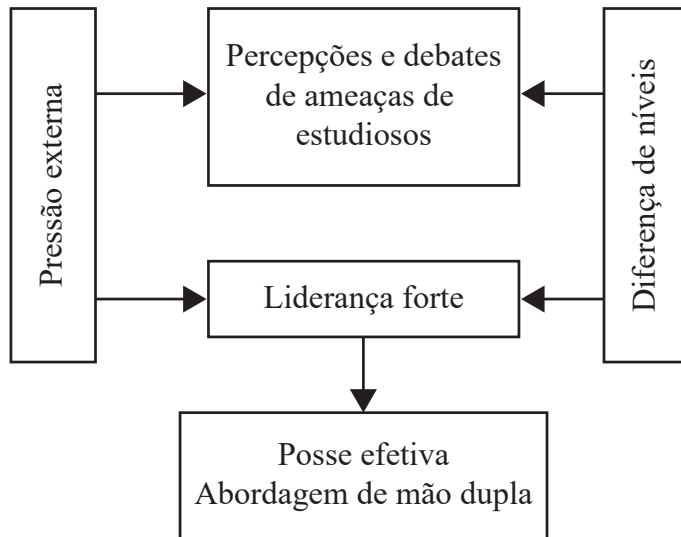 Pressão externa
Percepções e debates
de ameaças de
estudiosos
Diferença de níveis
Liderança forte
Posse efetiva
Abordagem de mão dupla